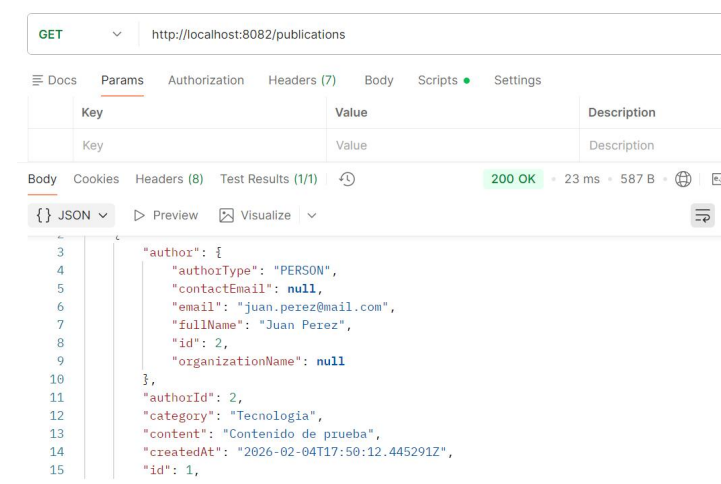 GET http://localhost:8082/publications
Docs Params Authorization Headers (7) Body Scripts Settings
Key Value Description
Key Value Description
Body Cookies Headers (8) Test Results (1/1) 200 OK • 23 ms • 587 B
{} JSON Preview Visualize
3 "author": {
4 "authorType": "PERSON",
5 "contactEmail": null,
6 "email": "juan.perez@mail.com",
7 "fullName": "Juan Perez",
8 "id": 2,
9 "organizationName": null
10 },
11 "authorId": 2,
12 "category": "Tecnologia",
13 "content": "Contenido de prueba",
14 "createdAt": "2026-02-04T17:50:12.445291Z",
15 "id": 1,